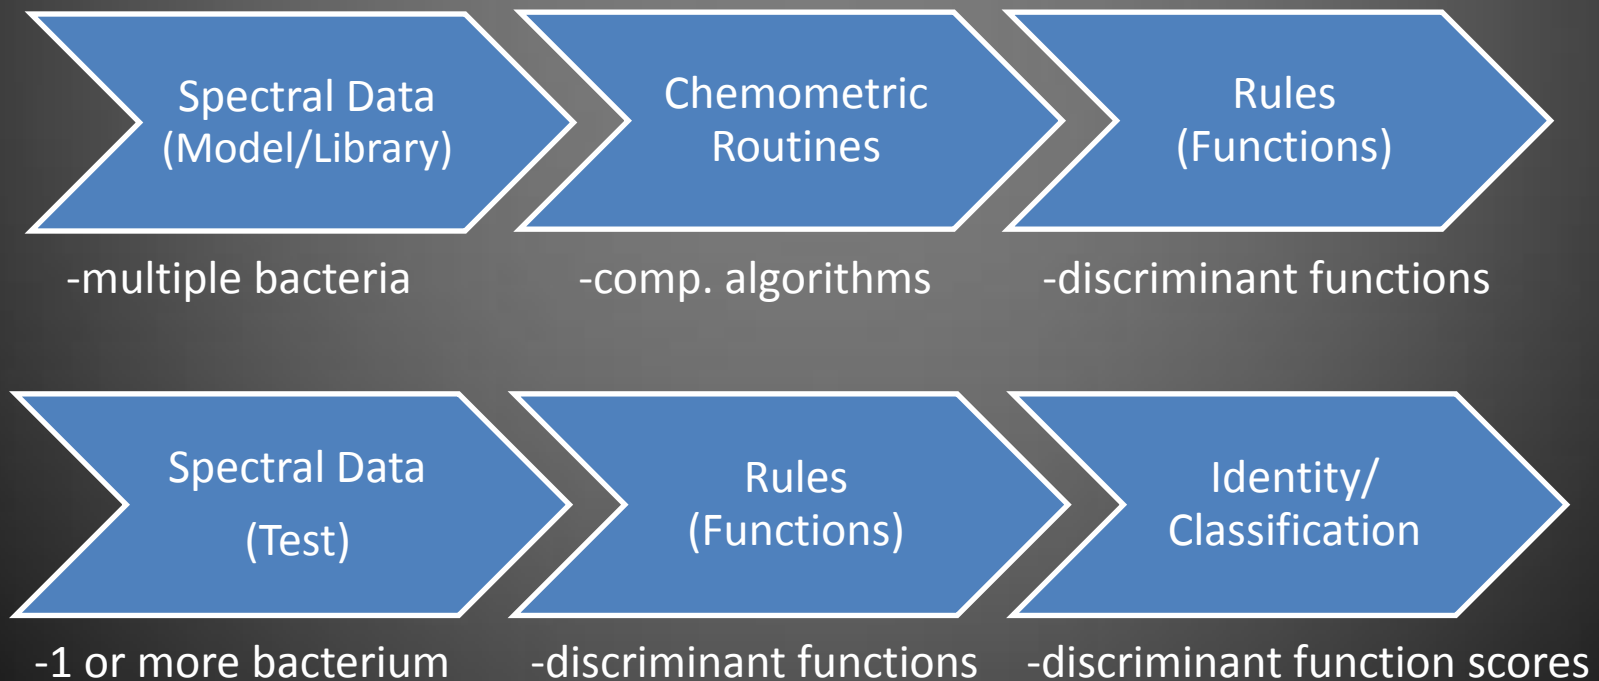 Spectral Data
(Model/Library)
Chemometric
Routines
Rules
(Functions)
-multiple bacteria
-comp. algorithms
-discriminant functions
Spectral Data
(Test)
Rules
(Functions)
Identity/
Classification
-1 or more bacterium
-discriminant functions
-discriminant function scores